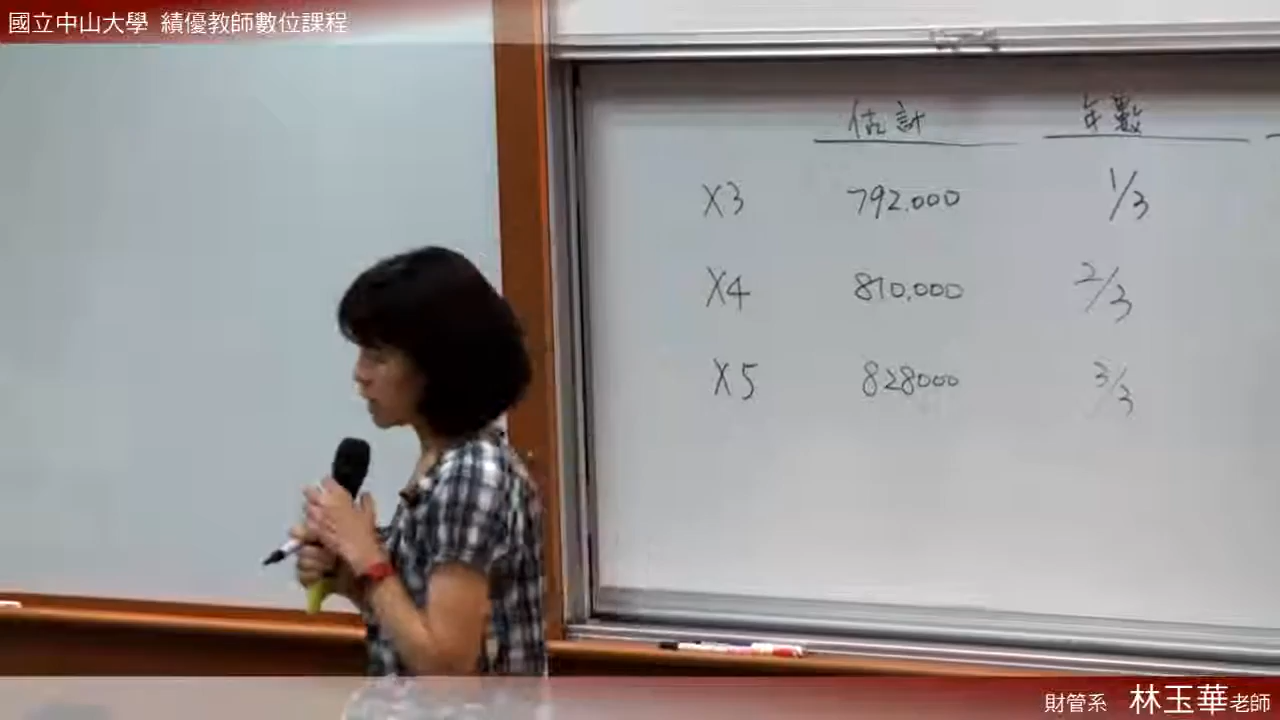 國立中山大學 績優教師數位課程
估計 年數
X3 792,000 1/3
X4 810,000 2/3
X5 828000 3/3
財管系 林玉華老師